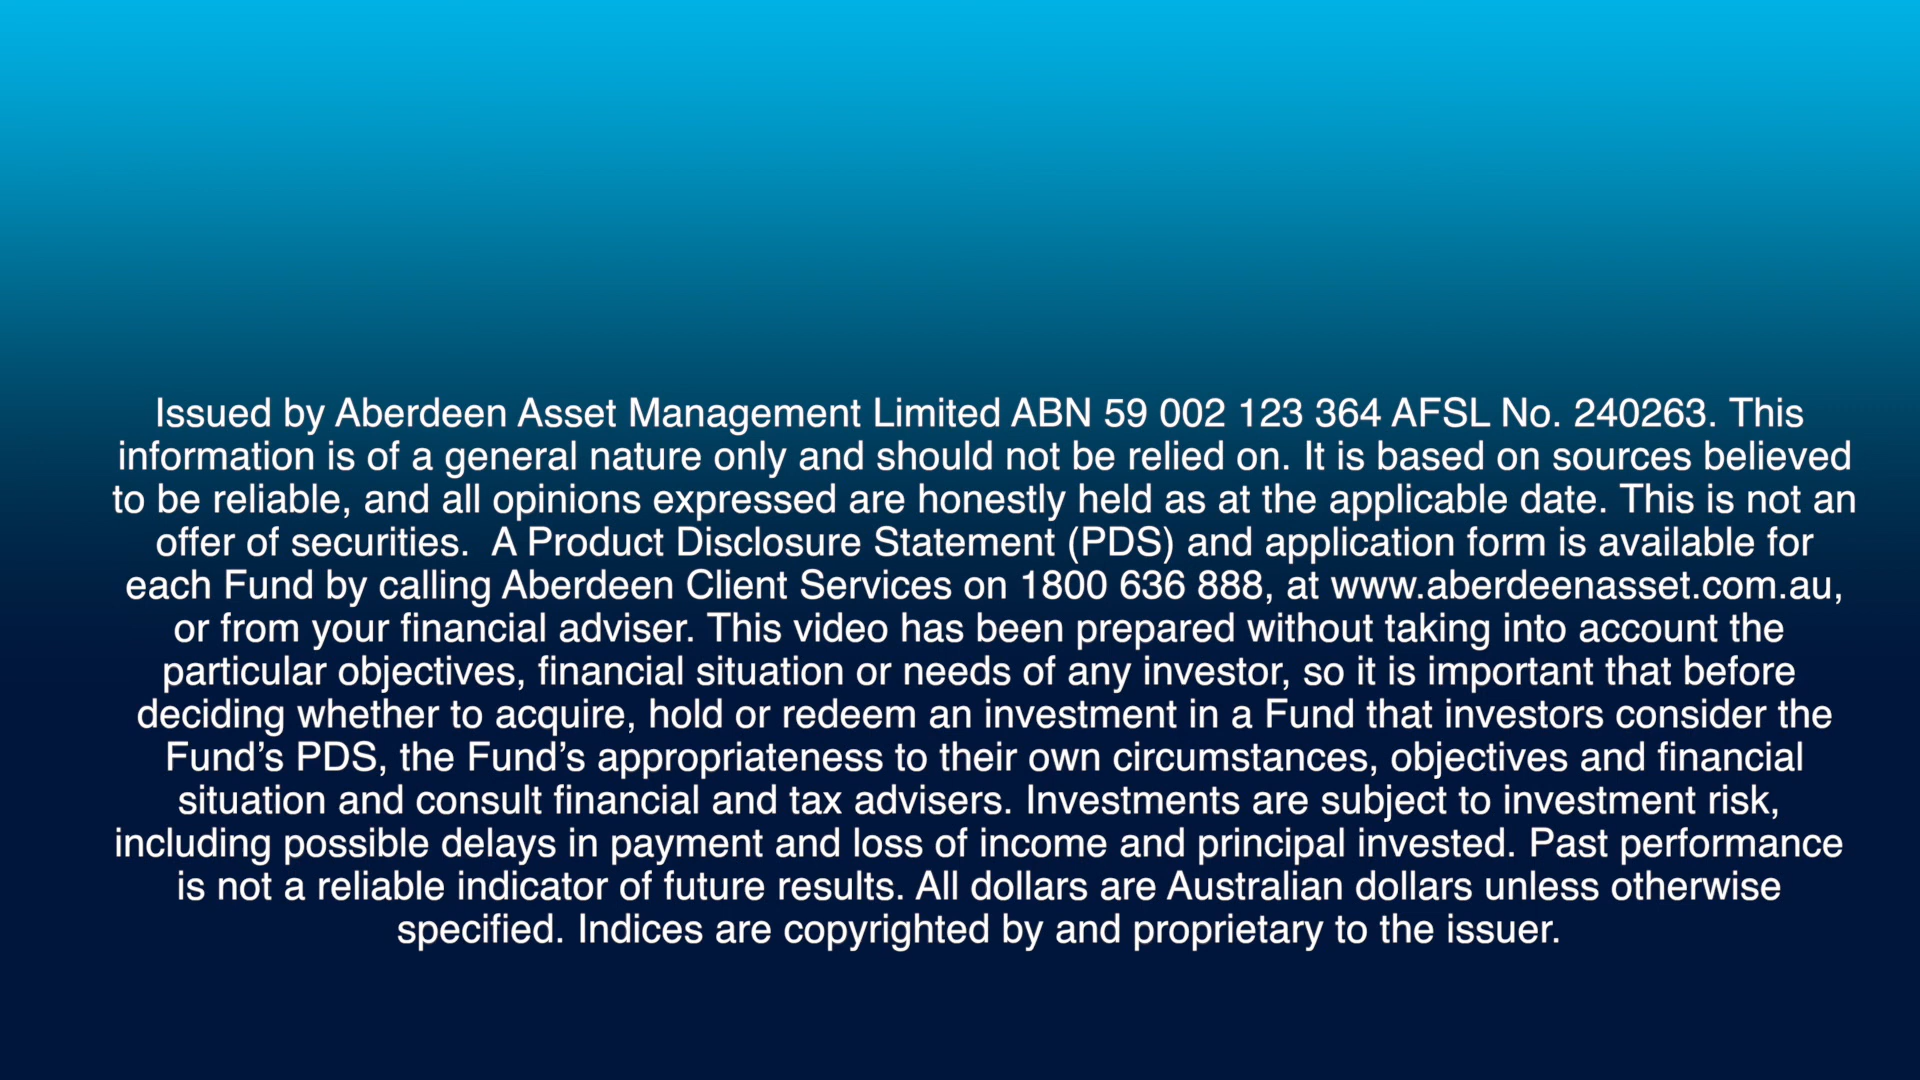 Issued by Aberdeen Asset Management Limited ABN 59 002 123 364 AFSL No. 240263. This
information is of a general nature only and should not be relied on. It is based on sources believed
to be reliable, and all opinions expressed are honestly held as at the applicable date. This is not an
offer of securities.  A Product Disclosure Statement (PDS) and application form is available for
each Fund by calling Aberdeen Client Services on 1800 636 888, at www.aberdeenasset.com.au,
or from your financial adviser. This video has been prepared without taking into account the
particular objectives, financial situation or needs of any investor, so it is important that before
deciding whether to acquire, hold or redeem an investment in a Fund that investors consider the
Fund’s PDS, the Fund’s appropriateness to their own circumstances, objectives and financial
situation and consult financial and tax advisers. Investments are subject to investment risk,
including possible delays in payment and loss of income and principal invested. Past performance
is not a reliable indicator of future results. All dollars are Australian dollars unless otherwise
specified. Indices are copyrighted by and proprietary to the issuer.